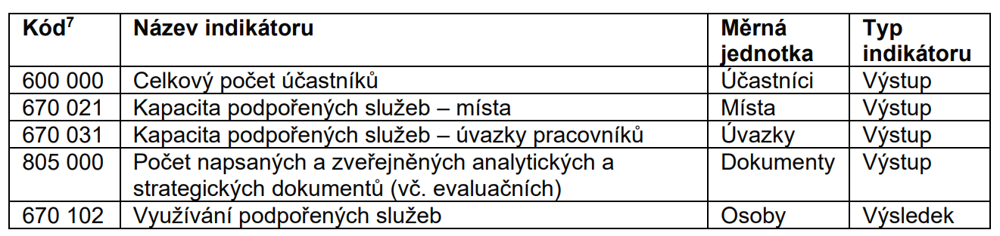 Kód⁷ Název indikátoru Měrná jednotka Typ indikátoru
600 000 Celkový počet účastníků Účastníci Výstup
670 021 Kapacita podpořených služeb – místa Místa Výstup
670 031 Kapacita podpořených služeb – úvazky pracovníků Úvazky Výstup
805 000 Počet napsaných a zveřejněných analytických a Dokumenty Výstup
strategických dokumentů (vč. evaluačních)
670 102 Využívání podpořených služeb Osoby Výsledek